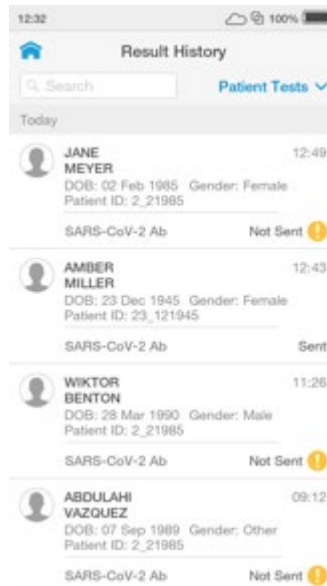 12:32 100%
Result History
Search Patient Tests
Today
JANE 12:49
MEYER
DOB: 02 Feb 1985 Gender: Female
Patient ID: 2_21985
SARS-CoV-2 Ab Not Sent
AMBER 12:43
MILLER
DOB: 23 Dec 1945 Gender: Female
Patient ID: 23_121945
SARS-CoV-2 Ab Sent
WIKTOR 11:26
BENTON
DOB: 28 Mar 1990 Gender: Male
Patient ID: 2_21985
SARS-CoV-2 Ab Not Sent
ABDULAHI 09:12
VAZQUEZ
DOB: 07 Sep 1989 Gender: Other
Patient ID: 2_21985
SARS-CoV-2 Ab Not Sent